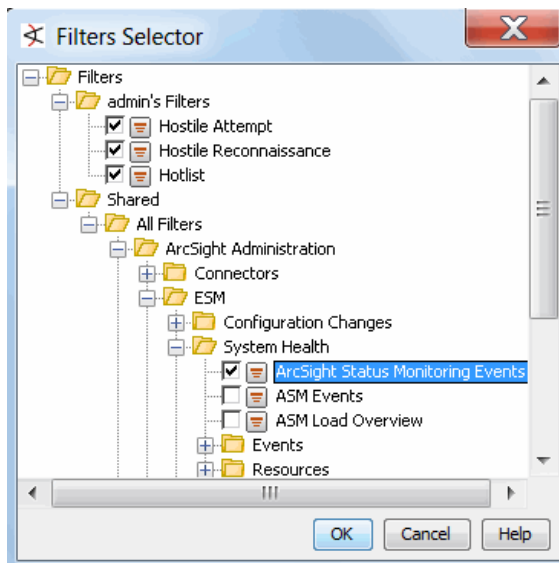 Filters Selector
Filters
admin's Filters
Hostile Attempt
Hostile Reconnaissance
Hotlist
Shared
All Filters
ArcSight Administration
Connectors
ESM
Configuration Changes
System Health
ArcSight Status Monitoring Events
ASM Events
ASM Load Overview
Events
Resources
OK Cancel Help